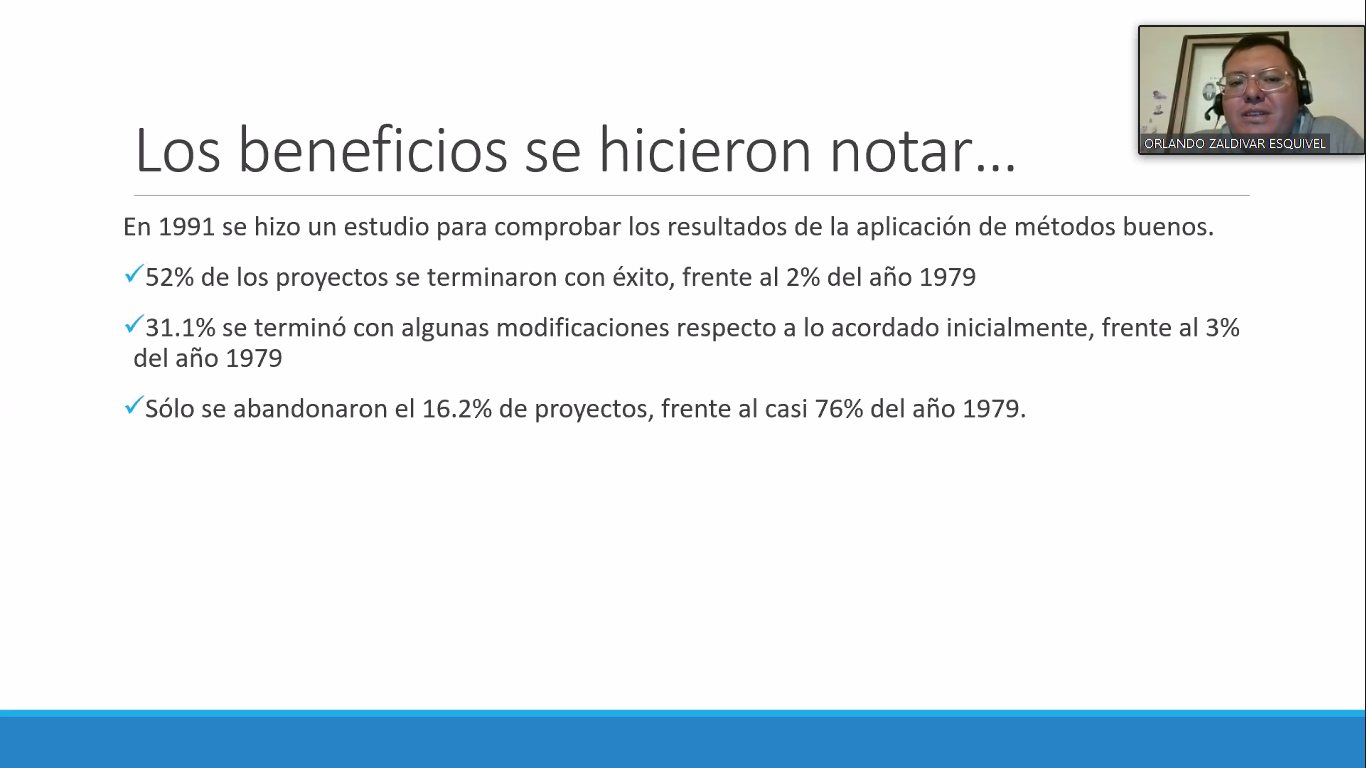 Los beneficios se hicieron notar...
ORLANDO ZALDIVAR ESQUIVEL
En 1991 se hizo un estudio para comprobar los resultados de la aplicación de métodos buenos.
✓52% de los proyectos se terminaron con éxito, frente al 2% del año 1979
✓31.1% se terminó con algunas modificaciones respecto a lo acordado inicialmente, frente al 3%
del año 1979
✓Sólo se abandonaron el 16.2% de proyectos, frente al casi 76% del año 1979.